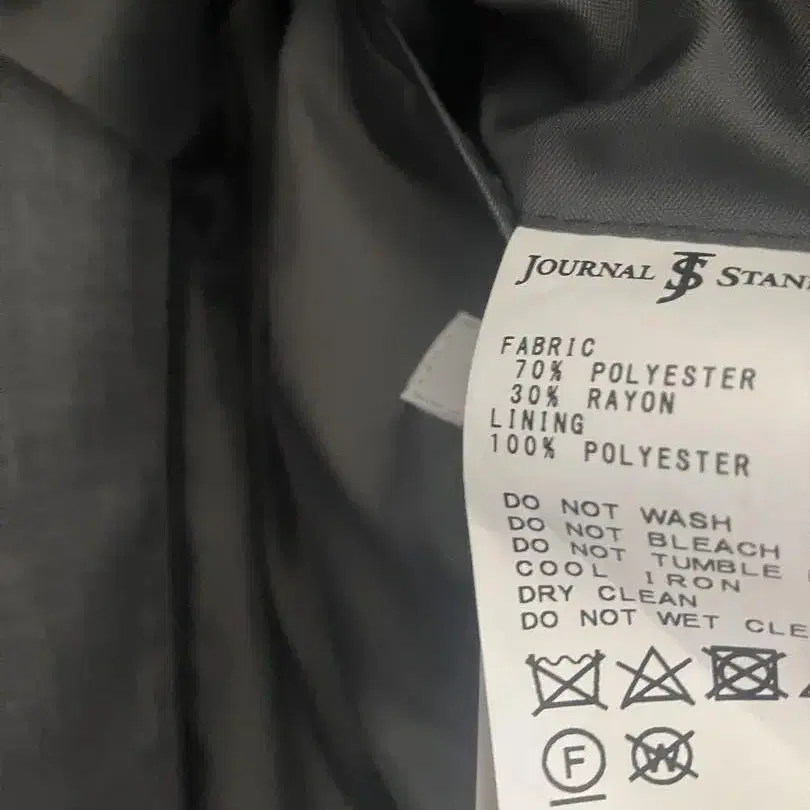 JOURNAL JS STAN
FABRIC
70% POLYESTER
30% RAYON
LINING
100% POLYESTER
DO NOT WASH
DO NOT BLEACH
DO NOT TUMBLE
COOL IRON
DRY CLEAN
DO NOT WET CLE
F W